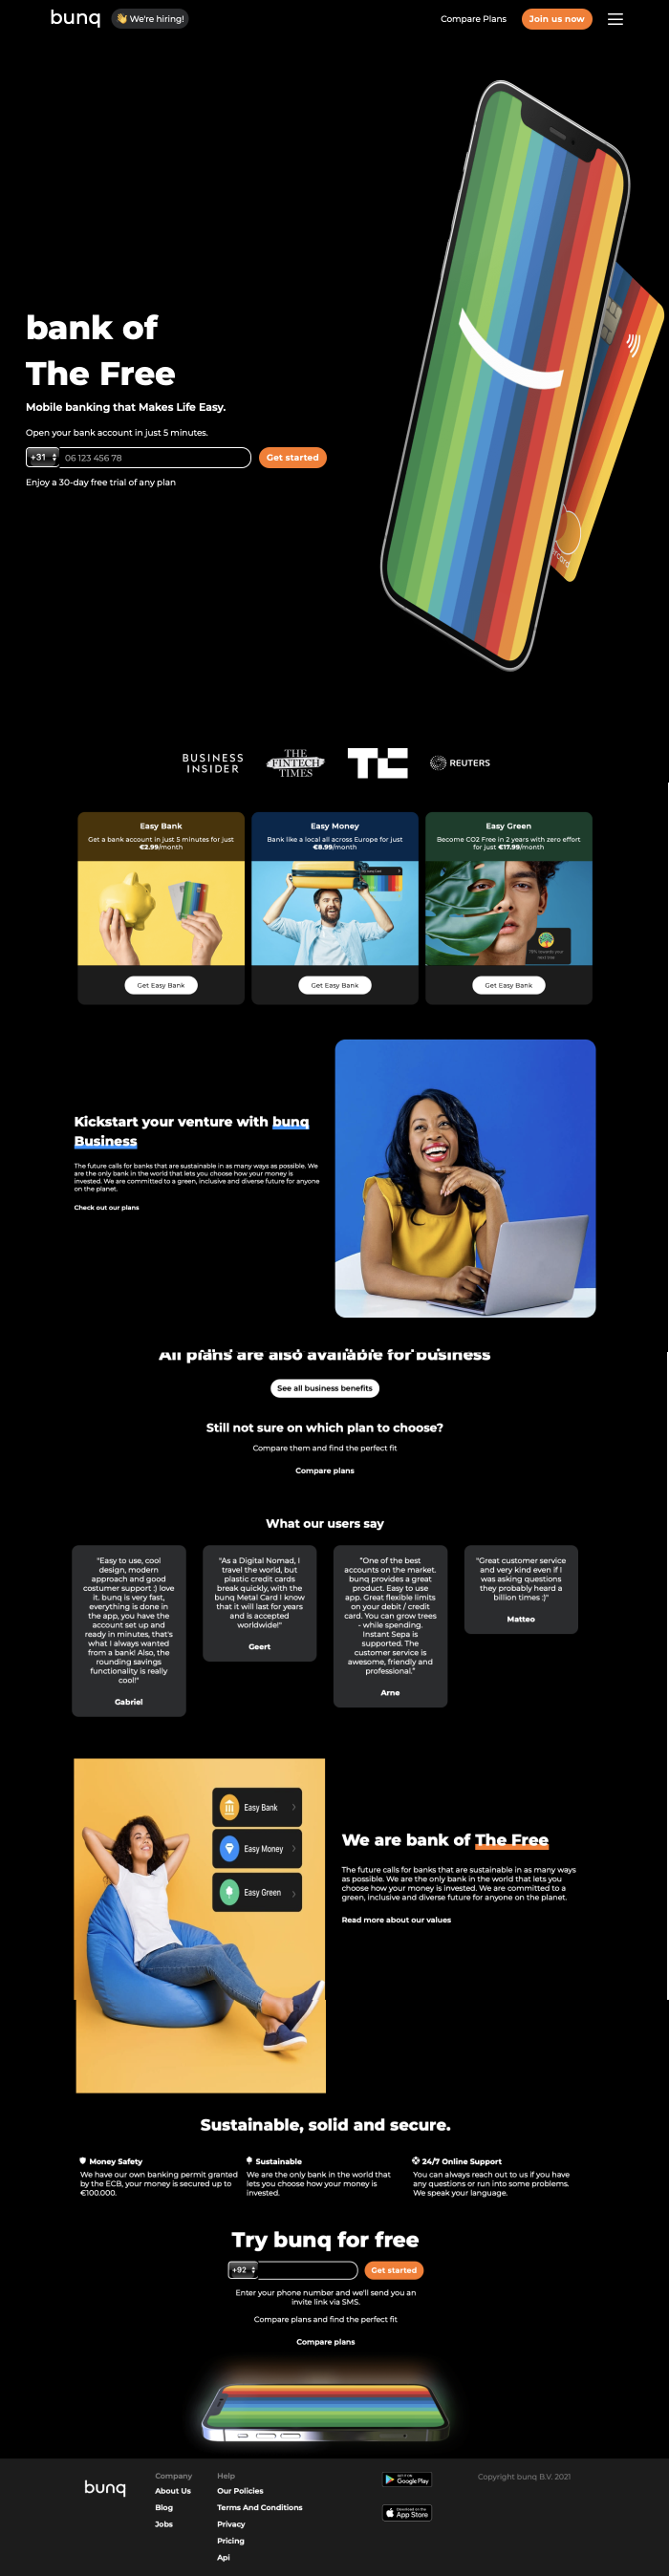 bunq
👋 We're hiring!
Compare Plans
Join us now
bank of
The Free
Mobile banking that Makes Life Easy.
Open your bank account in just 5 minutes.
+31
06 123 456 78
Get started
Enjoy a 30-day free trial of any plan
BUSINESS
INSIDER
THE
FINTECH
TIMES
TC
REUTERS
Easy Bank
Get a bank account in just 5 minutes for just
€2.99/month
Get Easy Bank
Easy Money
Bank like a local all across Europe for just
€8.99/month
Get Easy Bank
Easy Green
Become CO2 Free in 2 years with zero effort
for just €17.99/month
Get Easy Bank
Kickstart your venture with bunq
Business
The future calls for banks that are sustainable in as many ways as possible. We
are the only bank in the world that lets you choose how your money is
invested. We are committed to a green, inclusive and diverse future for anyone
on the planet.
Check out our plans
All plans are also available for business
See all business benefits
Still not sure on which plan to choose?
Compare them and find the perfect fit
Compare plans
What our users say
"Easy to use, cool
design, modern
approach and good
costumer support :) love
it. bunq is very fast,
everything is done in
the app, you have the
account set up and
ready in minutes, that's
what I always wanted
from a bank! Also, the
rounding savings
functionality is really
cool!"
Gabriel
"As a Digital Nomad, I
travel the world, but
plastic credit cards
break quickly, with the
bunq Metal Card I know
that it will last for years
and is accepted
worldwide!"
Geert
"One of the best
accounts on the market.
bunq provides a great
product. Easy to use
app. Great flexible limits
on your debit / credit
card. You can grow trees
- while spending.
Instant Sepa is
supported. The
customer service is
awesome, friendly and
professional."
Arne
"Great customer service
and very kind even if I
was asking questions
they probably heard a
billion times :)"
Matteo
Easy Bank
Easy Money
Easy Green
We are bank of The Free
The future calls for banks that are sustainable in as many ways
as possible. We are the only bank in the world that lets you
choose how your money is invested. We are committed to a
green, inclusive and diverse future for anyone on the planet.
Read more about our values
Sustainable, solid and secure.
Money Safety
We have our own banking permit granted
by the ECB, your money is secured up to
€100.000.
Sustainable
We are the only bank in the world that
lets you choose how your money is
invested.
24/7 Online Support
You can always reach out to us if you have
any questions or run into some problems.
We speak your language.
Try bunq for free
+92
Get started
Enter your phone number and we'll send you an
invite link via SMS.
Compare plans and find the perfect fit
Compare plans
bunq
Company
About Us
Blog
Jobs
Help
Our Policies
Terms And Conditions
Privacy
Pricing
Api
GET IT ON
Google Play
Download on the
App Store
Copyright bunq B.V. 2021